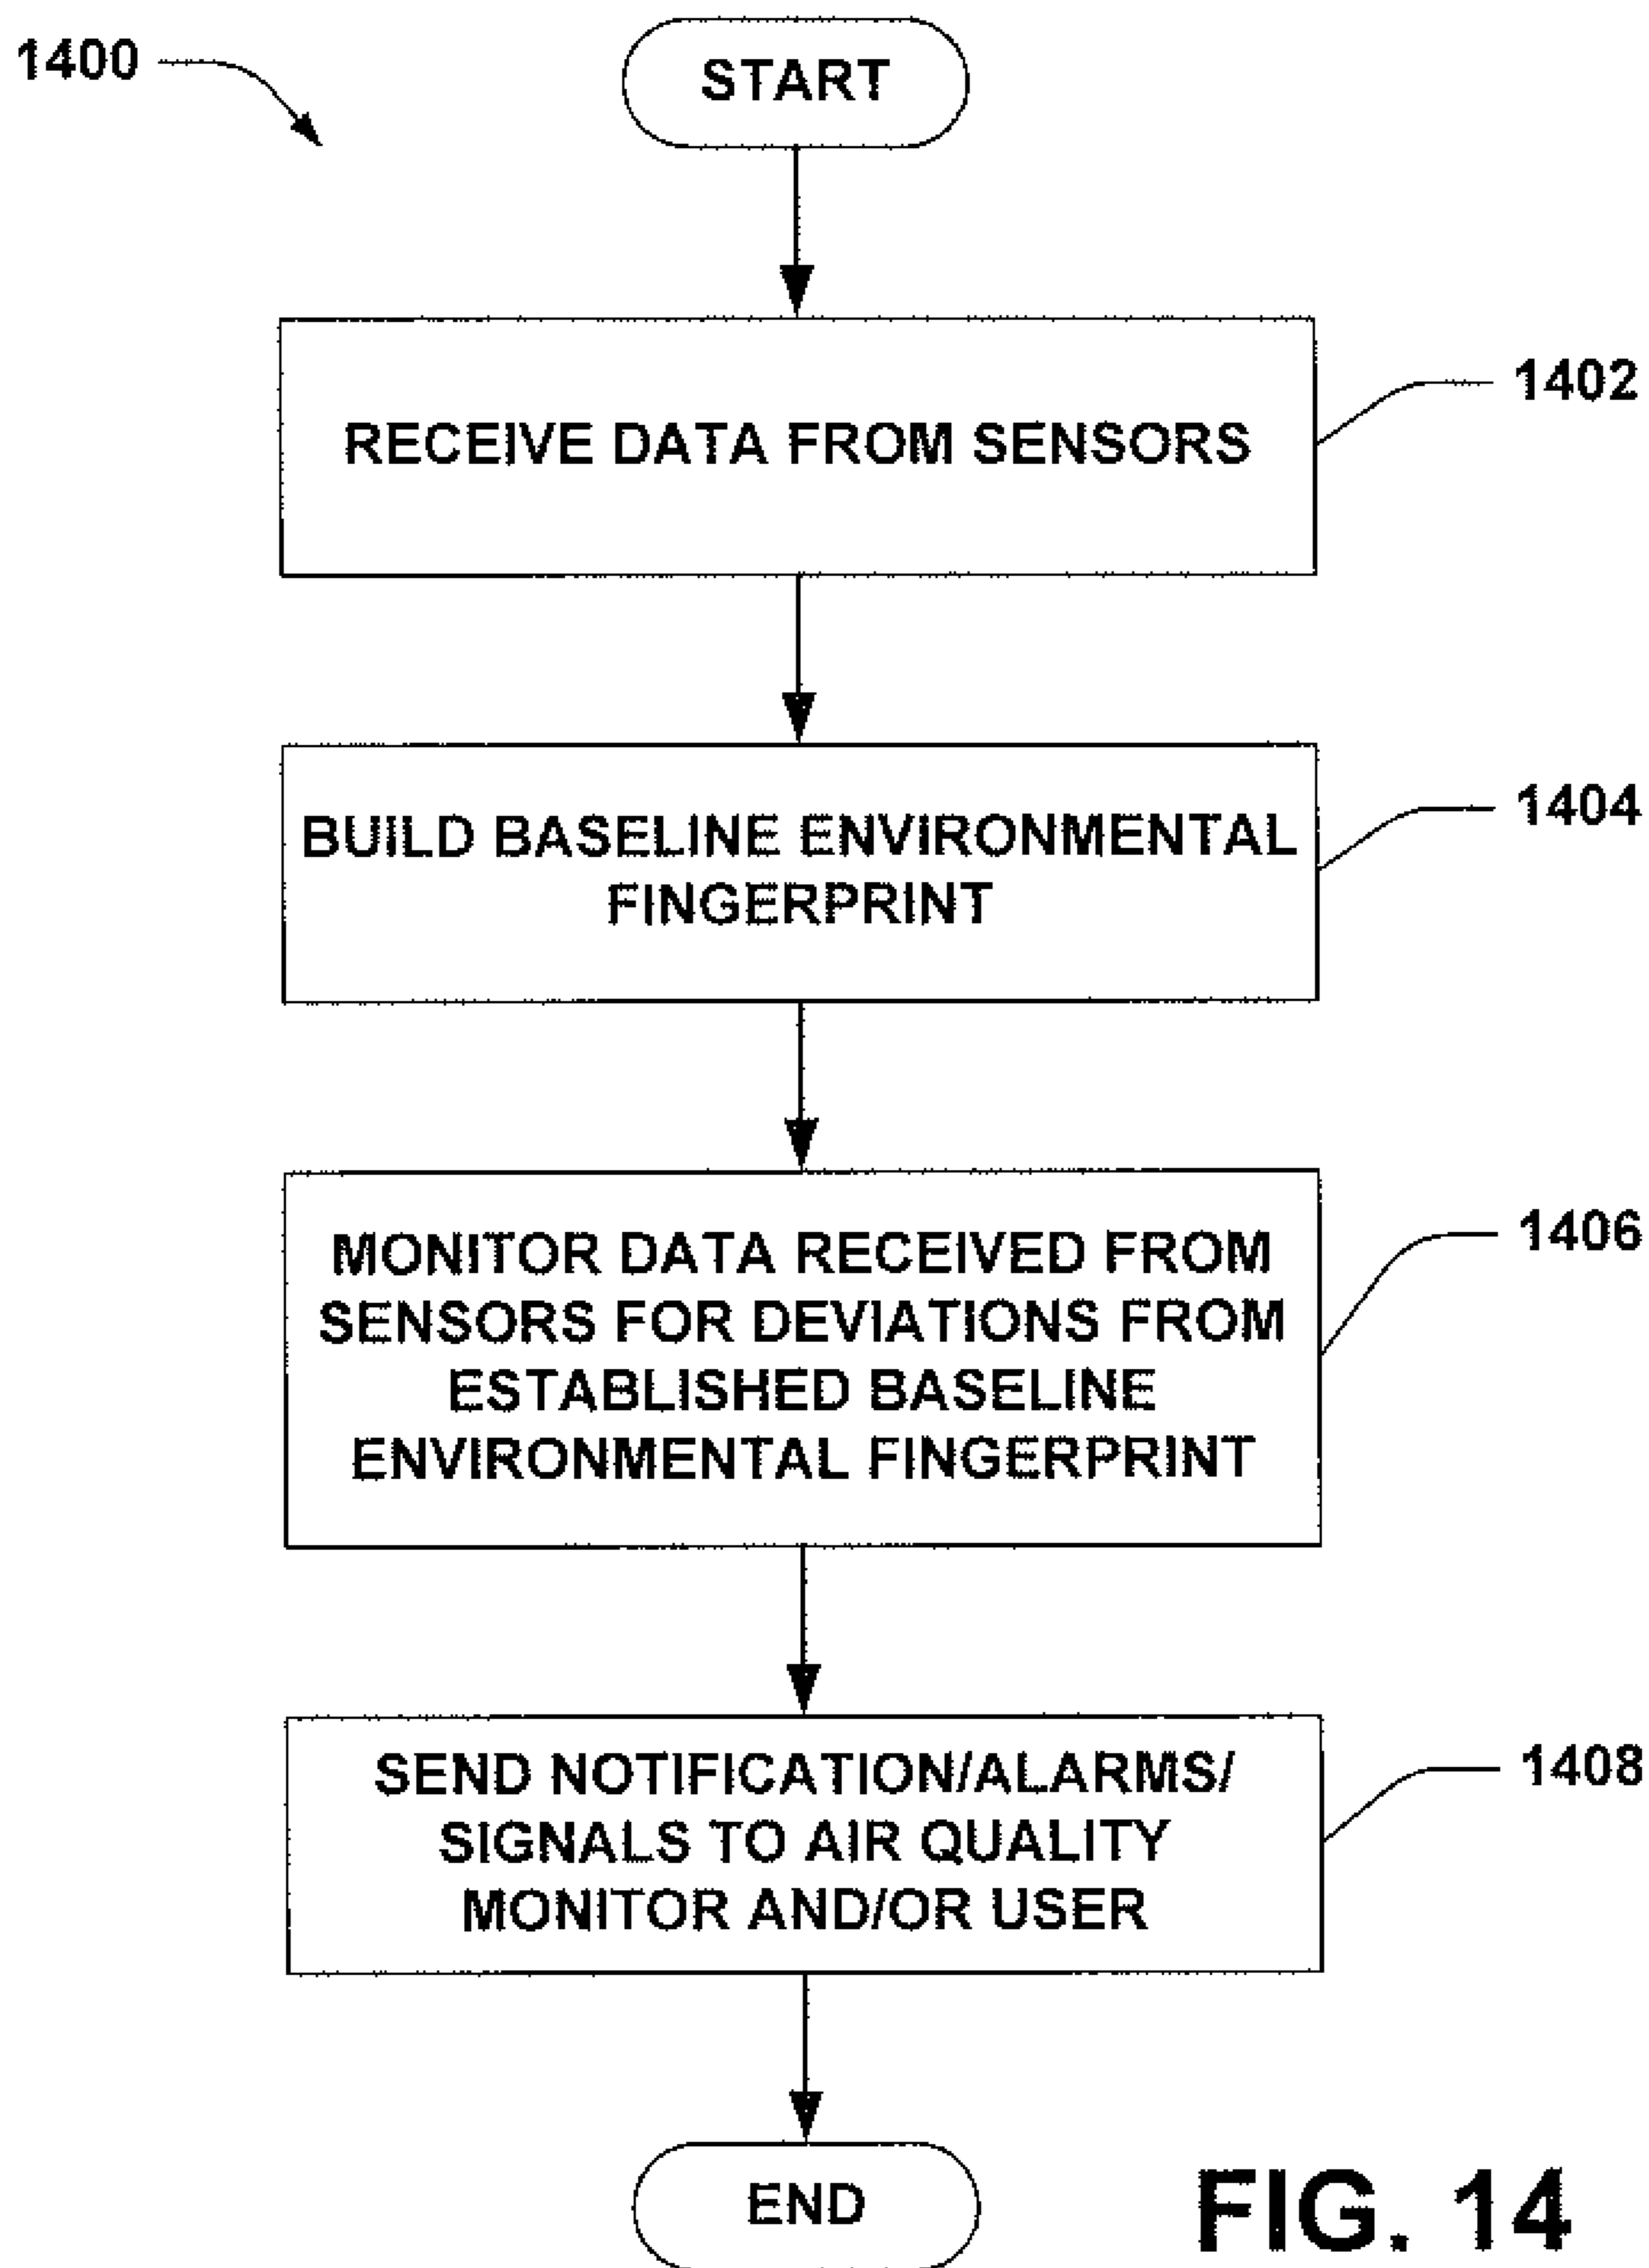 1400
START
RECEIVE DATA FROM SENSORS
1402
BUILD BASELINE ENVIRONMENTAL
FINGERPRINT
1404
MONITOR DATA RECEIVED FROM
SENSORS FOR DEVIATIONS FROM
ESTABLISHED BASELINE
ENVIRONMENTAL FINGERPRINT
1406
SEND NOTIFICATION/ALARMS/
SIGNALS TO AIR QUALITY
MONITOR AND/OR USER
1408
END
FIG. 14